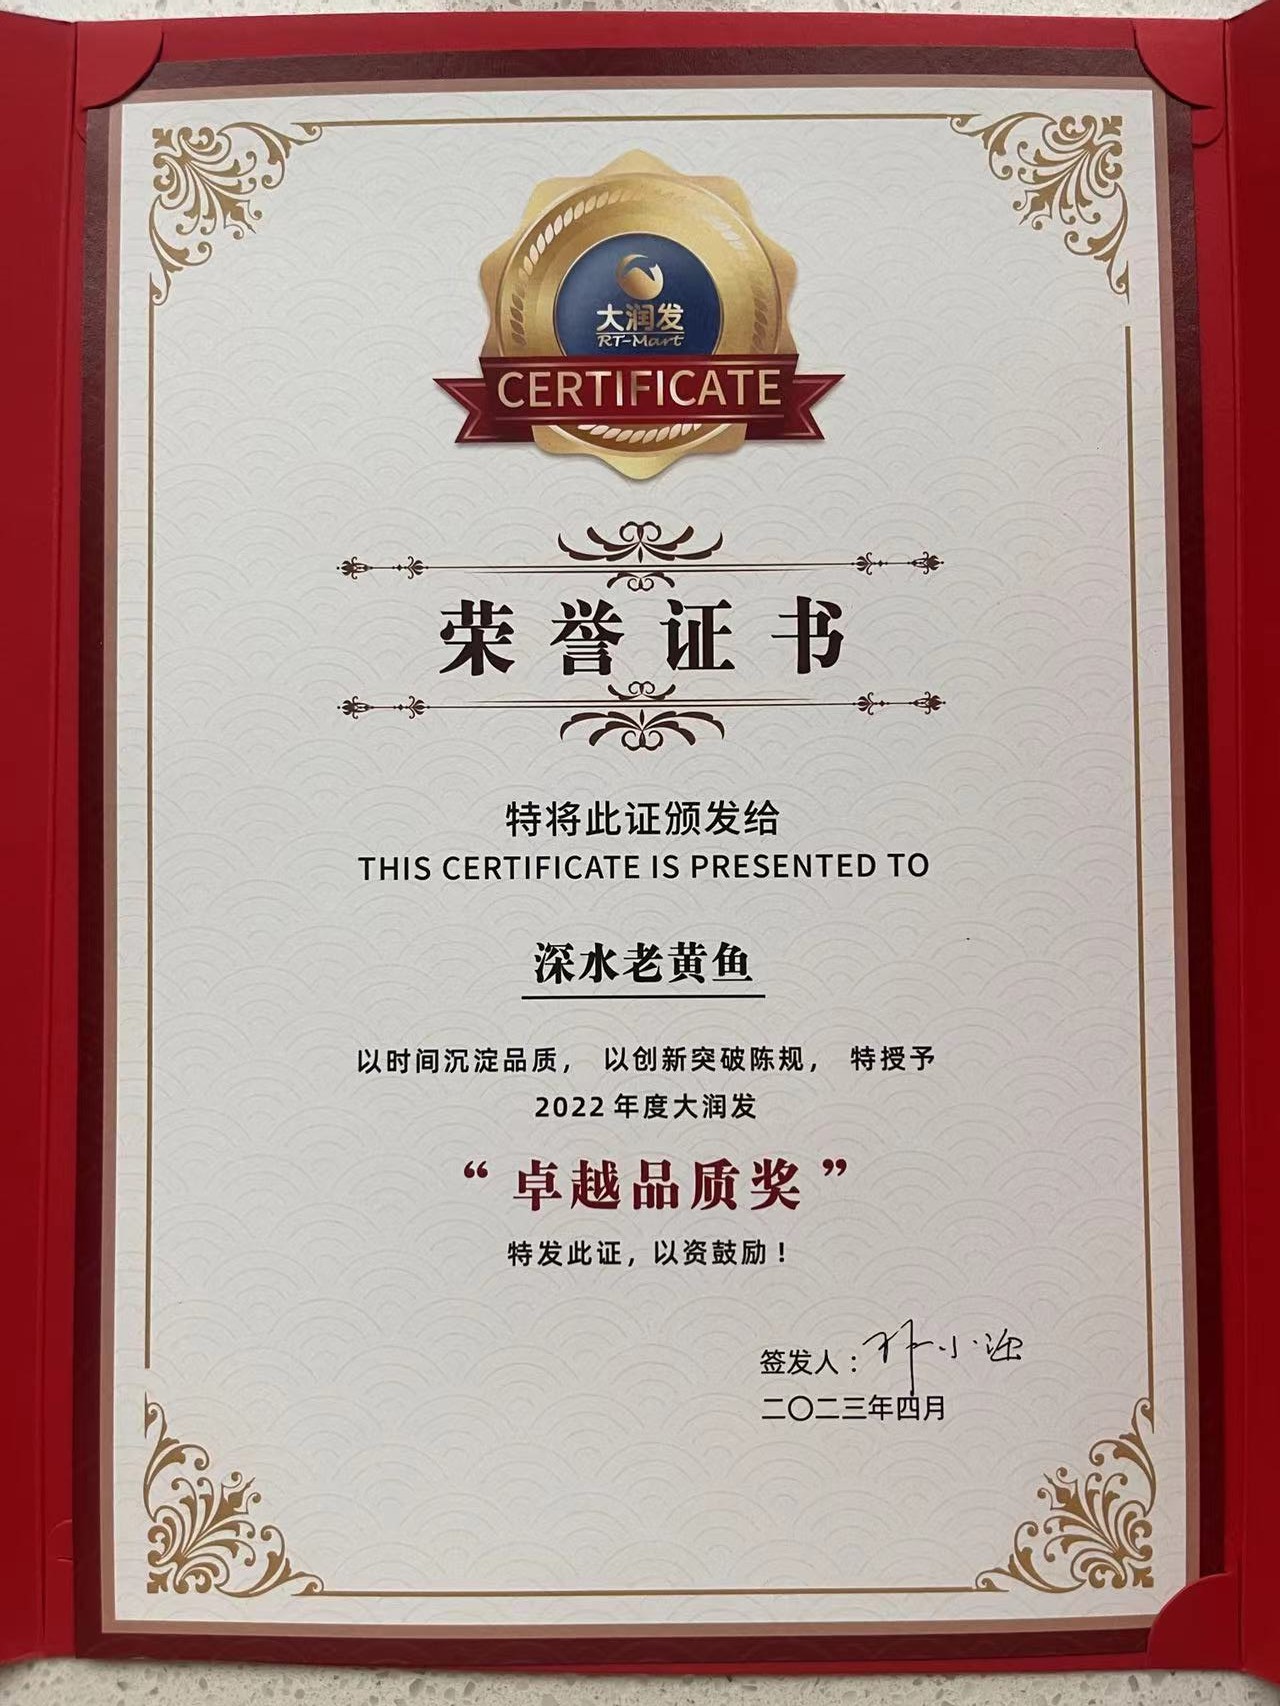 大润发
RT-Mart
CERTIFICATE
荣誉证书
特将此证颁发给
THIS CERTIFICATE IS PRESENTED TO
深水老黄鱼
以时间沉淀品质， 以创新突破陈规， 特授予
2022 年度大润发
“卓越品质奖”
特发此证，以资鼓励！
签发人：
二〇二三年四月